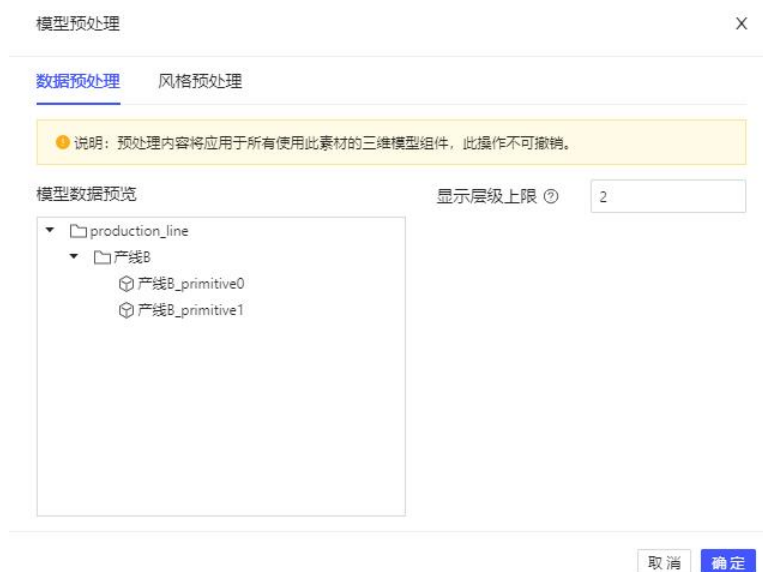 模型预处理
数据预处理 风格预处理
说明：预处理内容将应用于所有使用此素材的三维模型组件，此操作不可撤销。
模型数据预览 显示层级上限 2
production_line
产线B
产线B_primitive0
产线B_primitive1
取消 确定